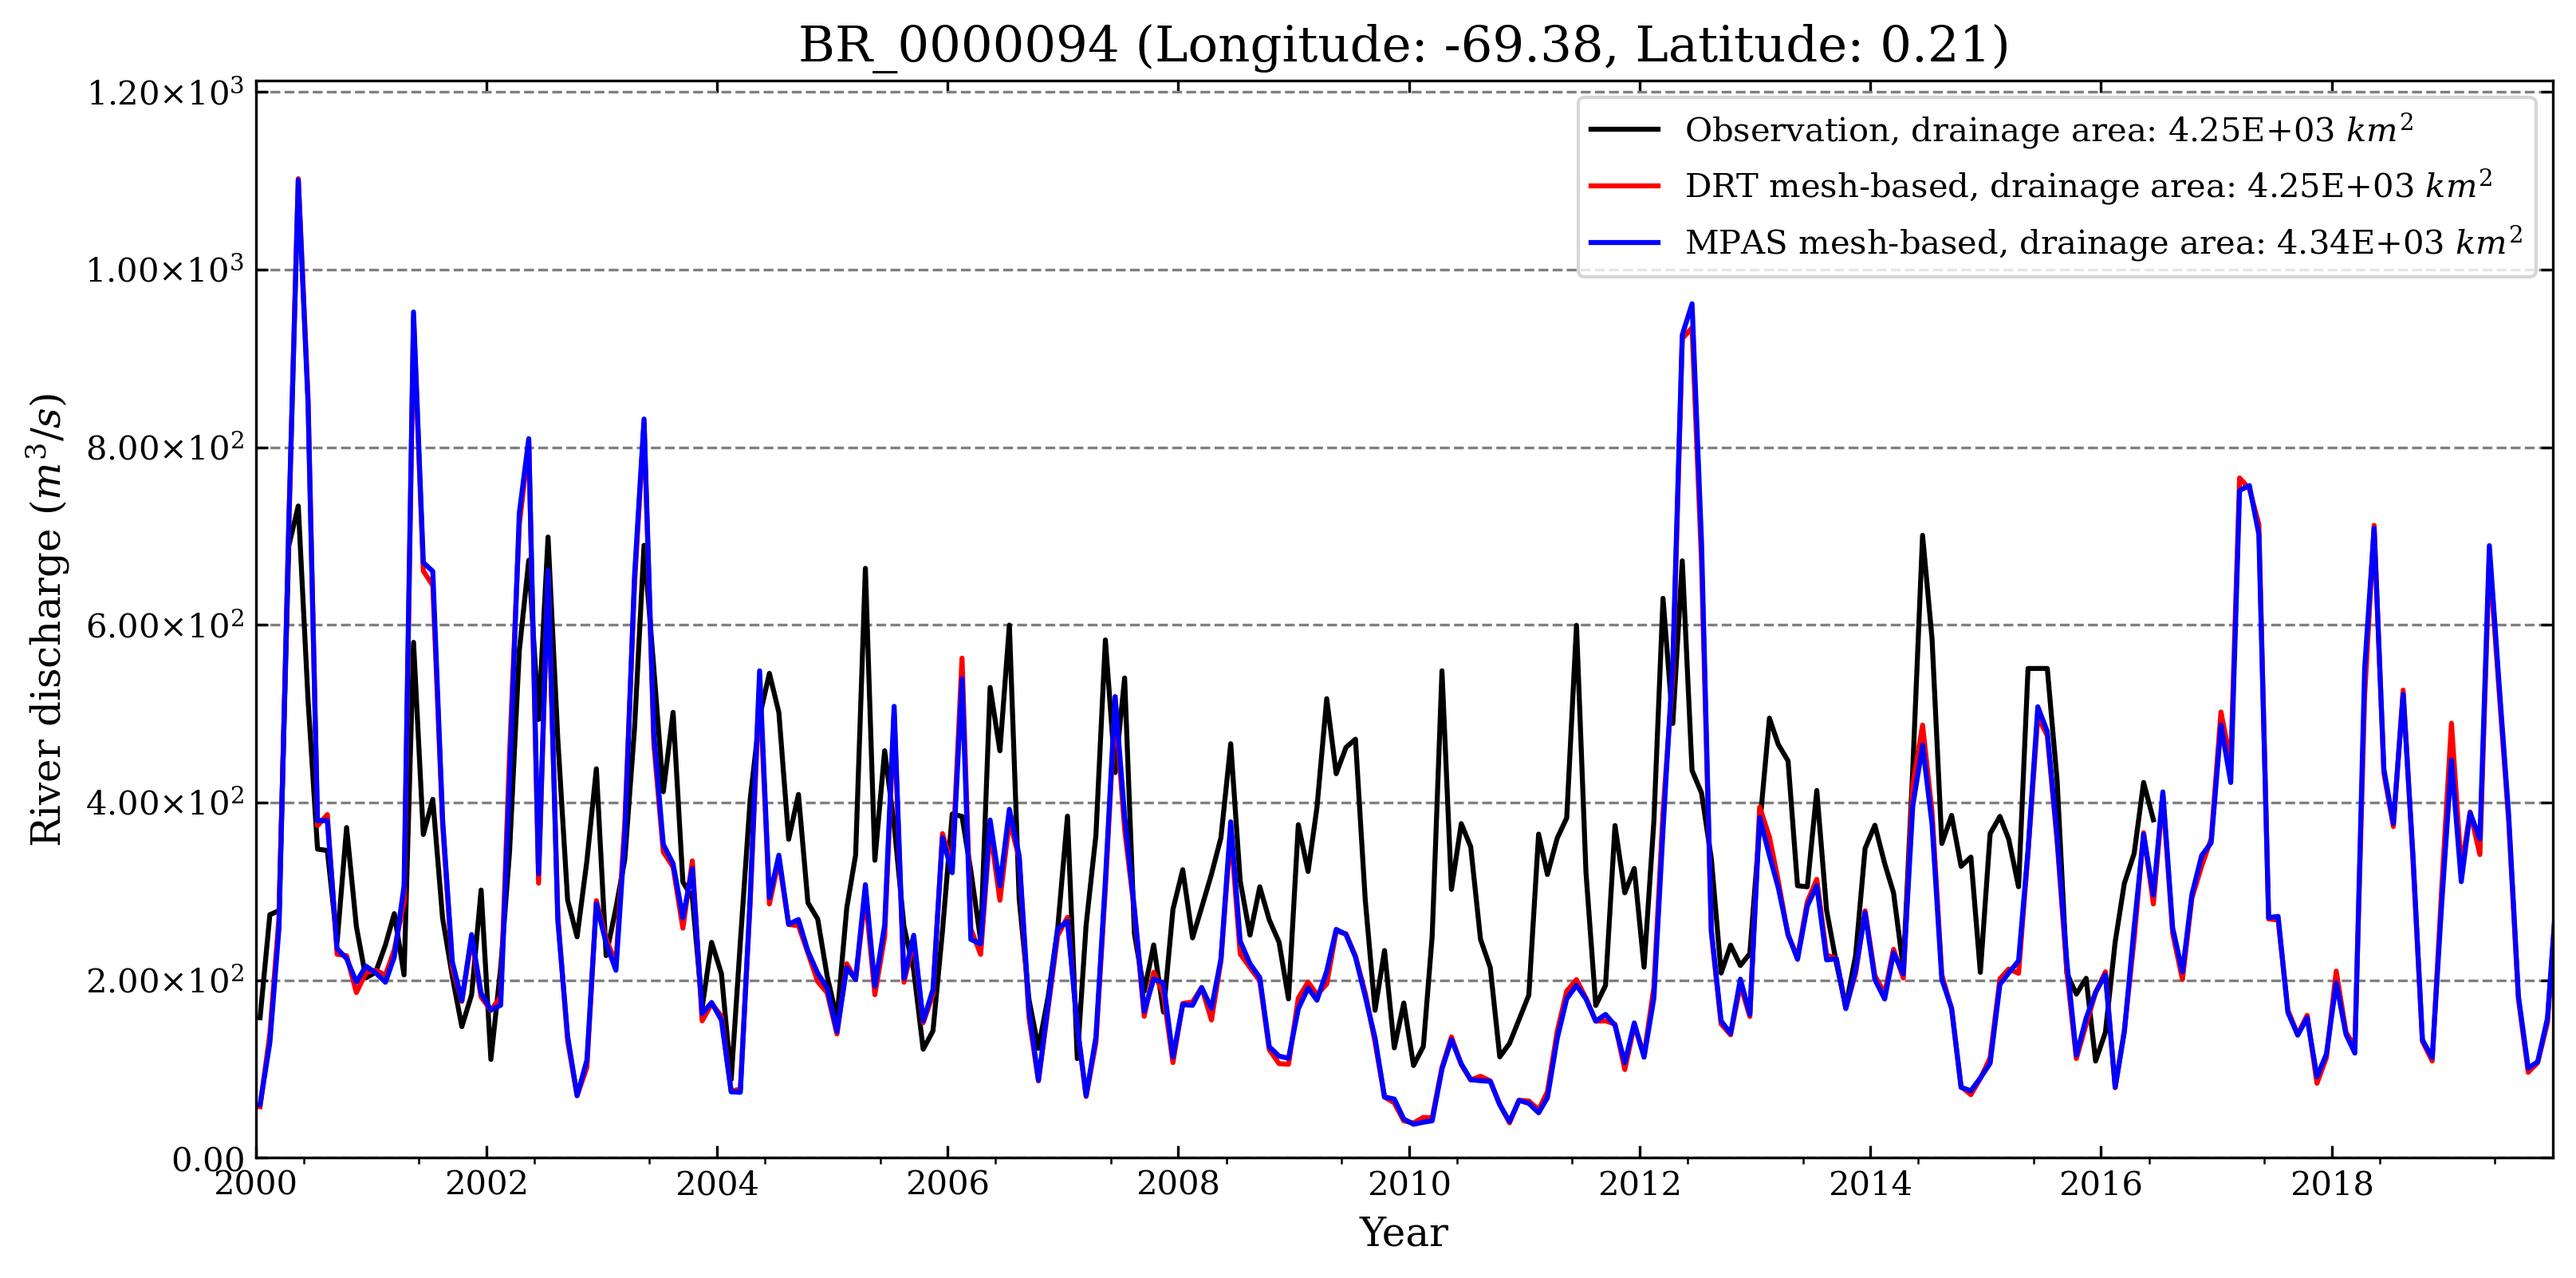 BR_0000094 (Longitude: -69.38, Latitude: 0.21)
1.20×10³
1.00×10³
8.00×10²
6.00×10²
4.00×10²
2.00×10²
0.00
River discharge (m³/s)
Observation, drainage area: 4.25E+03 km²
DRT mesh-based, drainage area: 4.25E+03 km²
MPAS mesh-based, drainage area: 4.34E+03 km²
2000 2002 2004 2006 2008 2010 2012 2014 2016 2018
Year